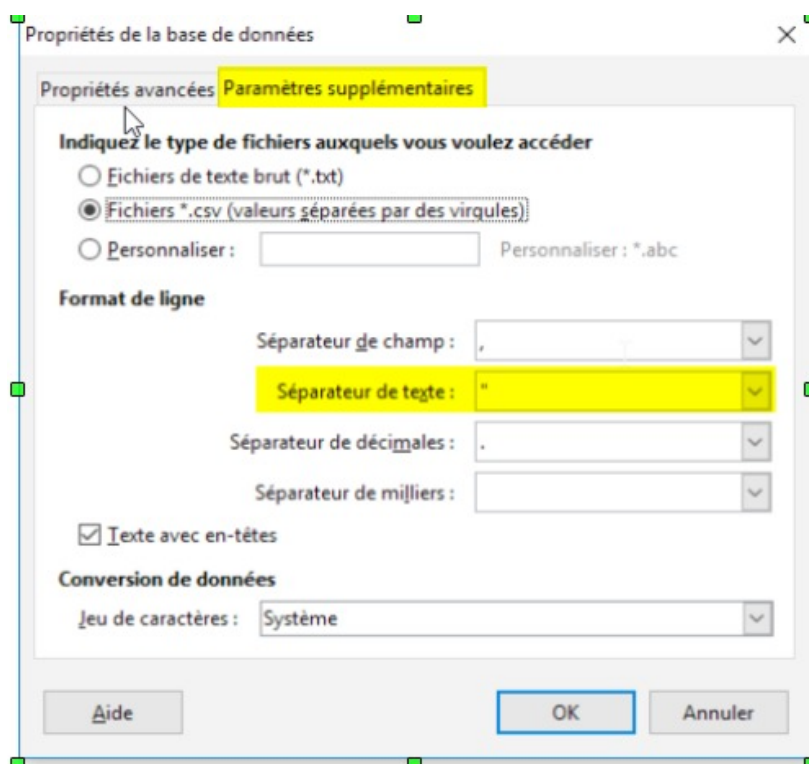 Propriétés de la base de données
Propriétés avancées Paramètres supplémentaires
Indiquez le type de fichiers auxquels vous voulez accéder
Fichiers de texte brut (*.txt)
Fichiers *.csv (valeurs séparées par des virgules)
Personnaliser : Personnaliser : *.abc
Format de ligne
Séparateur de champ : ,
Séparateur de texte : "
Séparateur de décimales : .
Séparateur de milliers :
Texte avec en-têtes
Conversion de données
Jeu de caractères : Système
Aide OK Annuler